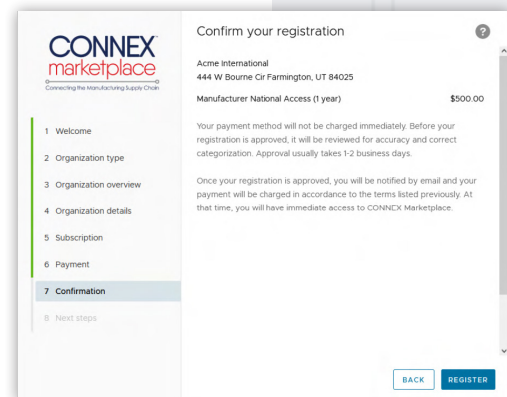 CONNEX
marketplace
Connecting the Manufacturing Supply Chain
1 Welcome
2 Organization type
3 Organization overview
4 Organization details
5 Subscription
6 Payment
7 Confirmation
8 Next steps
Confirm your registration
?
Acme International
444 W Bourne Cir Farmington, UT 84025
Manufacturer National Access (1 year) $500.00
Your payment method will not be charged immediately. Before your
registration is approved, it will be reviewed for accuracy and correct
categorization. Approval usually takes 1-2 business days.
Once your registration is approved, you will be notified by email and your
payment will be charged in accordance to the terms listed previously. At
that time, you will have immediate access to CONNEX Marketplace.
BACK REGISTER